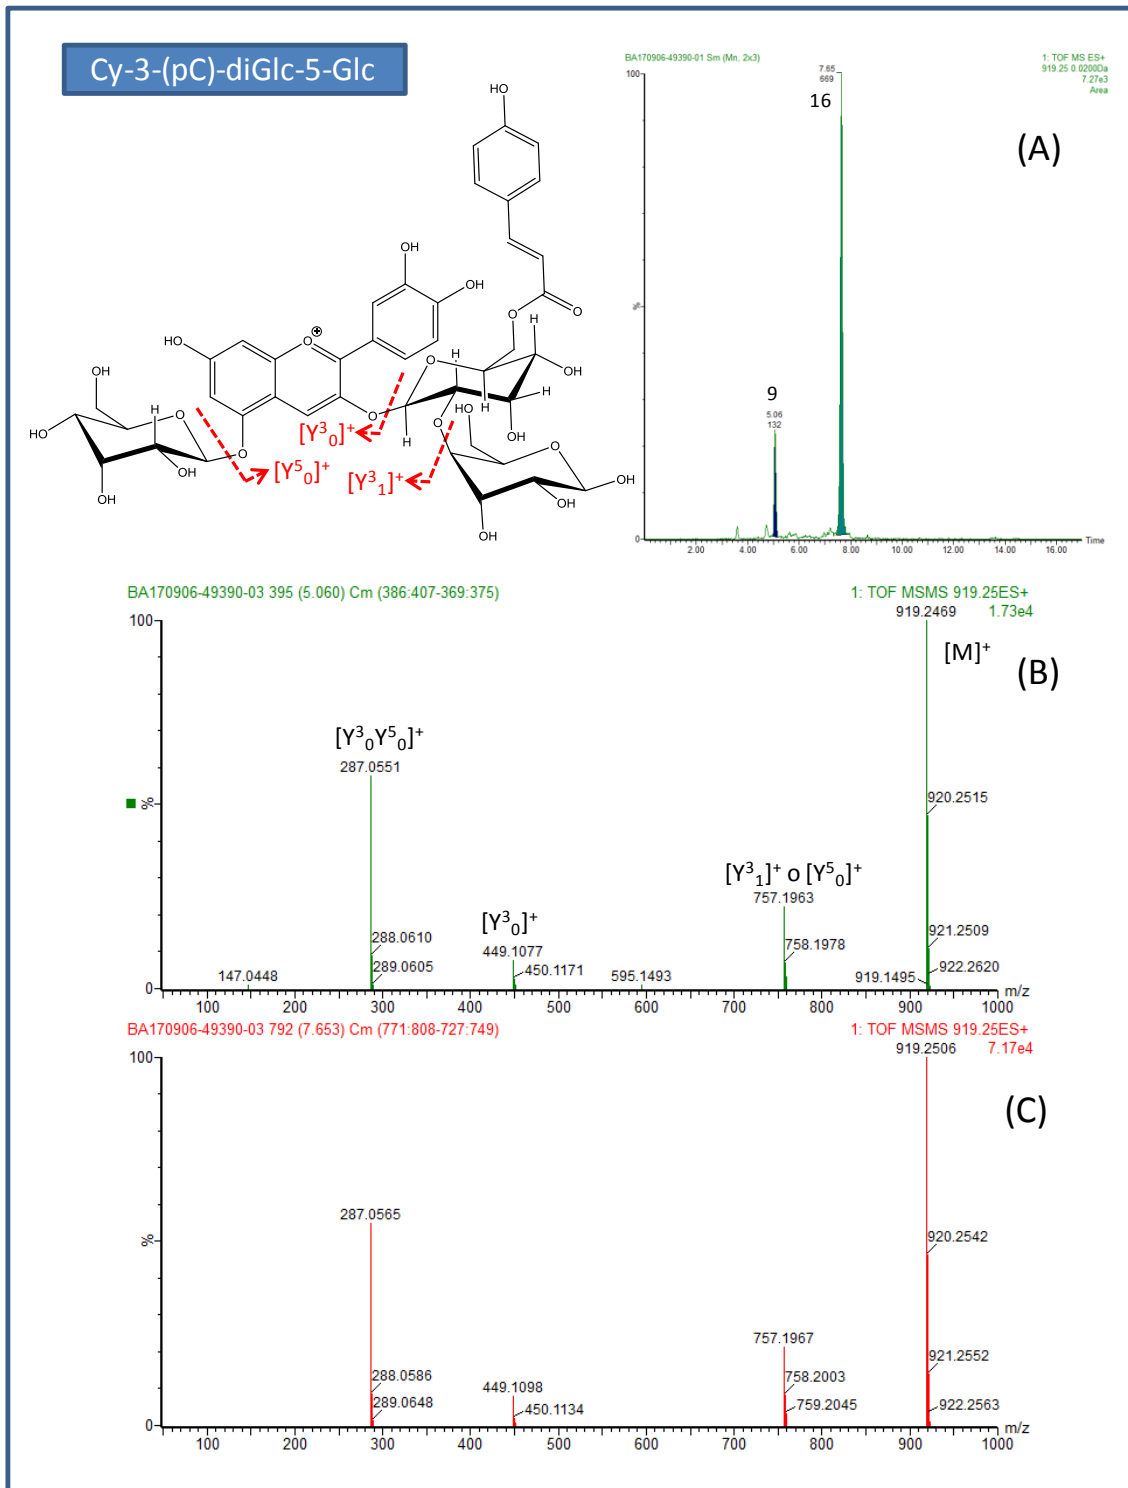 Cy-3-(pC)-diGlc-5-Glc
HO
OH
OH
HO
O
O
O
H
H
OH
OH
HO
O
⊕
O
O
H
H
H
HO
OH
OH
H
O
HO
OH
O
OH
O
O
H
OH
OH
OH
OH
[Y³₀]⁺
[Y⁵₀]⁺
[Y³₁]⁺
BA170906-49390-01 Sm (Mn, 2x3)
1: TOF MS ES+
919.25 0.0200Da
7.27e3
Area
100
7.65
669
16
(A)
%
9
5.06
132
0
2.00 4.00 6.00 8.00 10.00 12.00 14.00 16.00
Time
BA170906-49390-03 395 (5.060) Cm (386:407-369:375)
1: TOF MSMS 919.25ES+
1.73e4
100
919.2469
[M]⁺
(B)
[Y³₀Y⁵₀]⁺
287.0551
%
920.2515
[Y³₁]⁺ o [Y⁵₀]⁺
757.1963
[Y³₀]⁺
449.1077
288.0610
921.2509
758.1978
450.1171
289.0605
922.2620
147.0448
595.1493
919.1495
0
100 200 300 400 500 600 700 800 900 1000
m/z
BA170906-49390-03 792 (7.653) Cm (771:808-727:749)
1: TOF MSMS 919.25ES+
7.17e4
100
919.2506
(C)
287.0565
%
920.2542
757.1967
288.0586
921.2552
758.2003
449.1098
289.0648
450.1134
759.2045
922.2563
0
100 200 300 400 500 600 700 800 900 1000
m/z